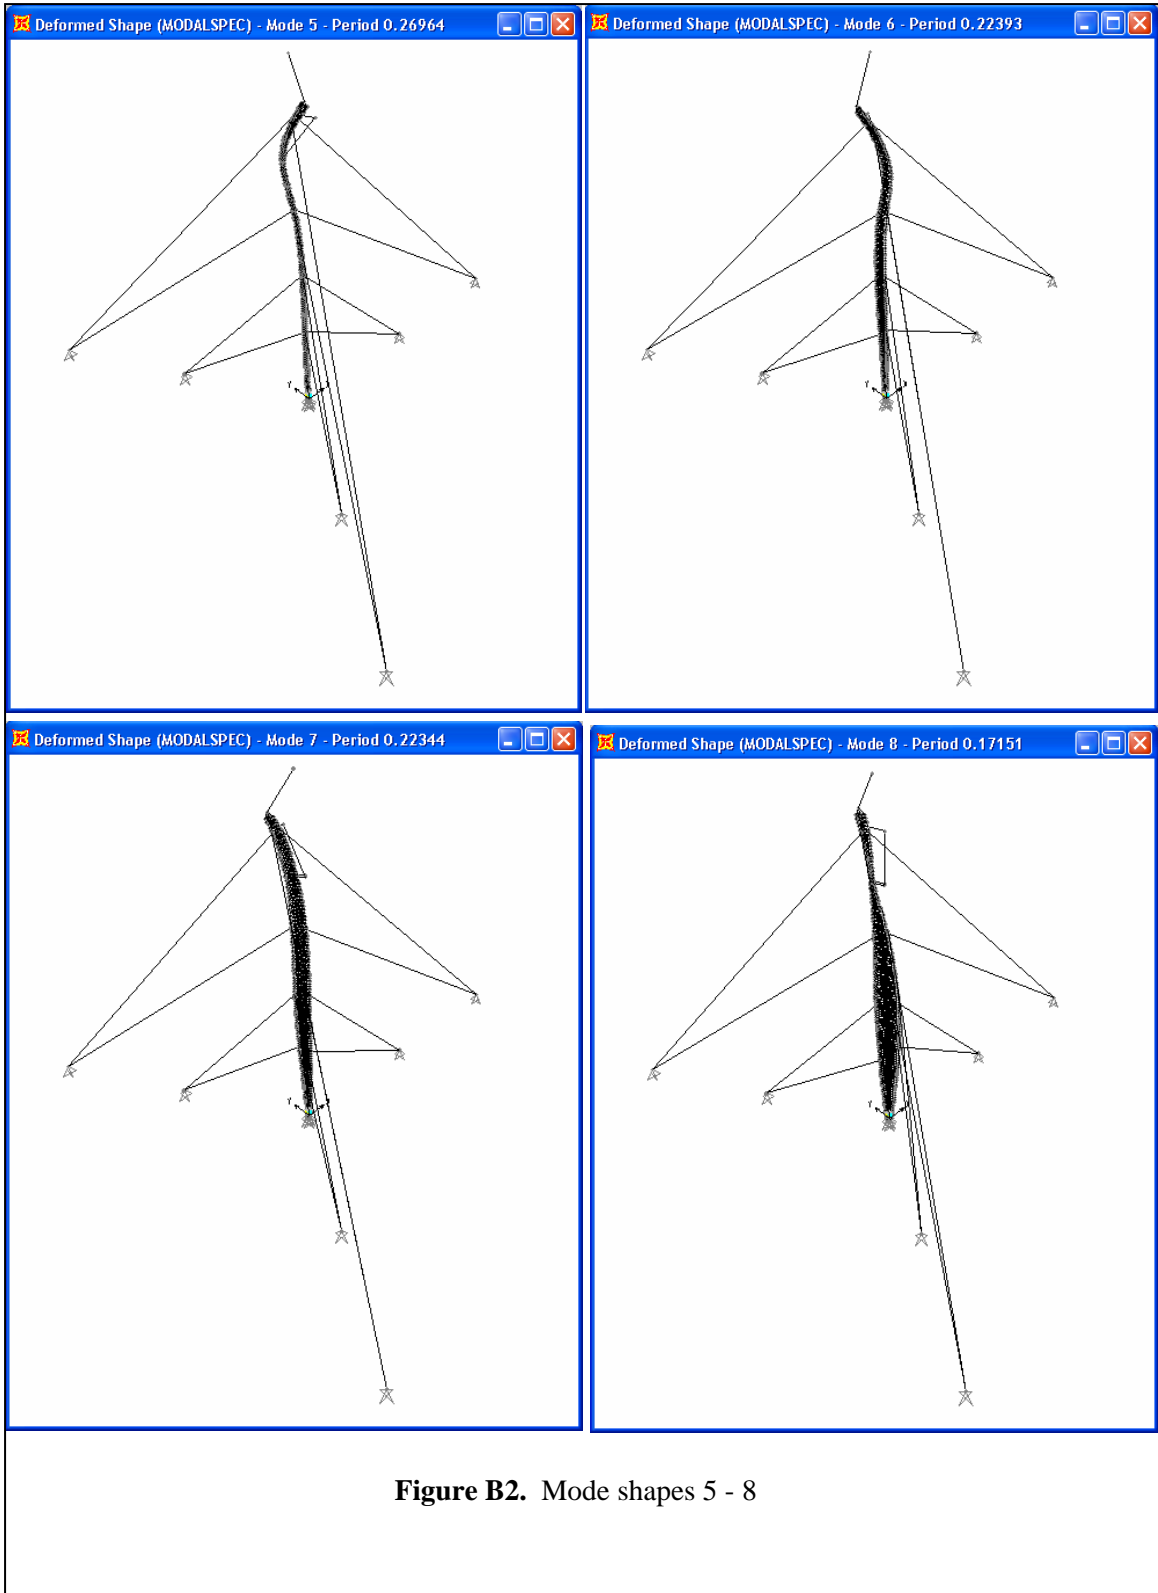 Deformed Shape (MODALSPEC) - Mode 5 - Period 0.26964
Deformed Shape (MODALSPEC) - Mode 6 - Period 0.22393
Y
Y
Deformed Shape (MODALSPEC) - Mode 7 - Period 0.22344
Deformed Shape (MODALSPEC) - Mode 8 - Period 0.17151
Y
Y
Figure B2. Mode shapes 5 - 8